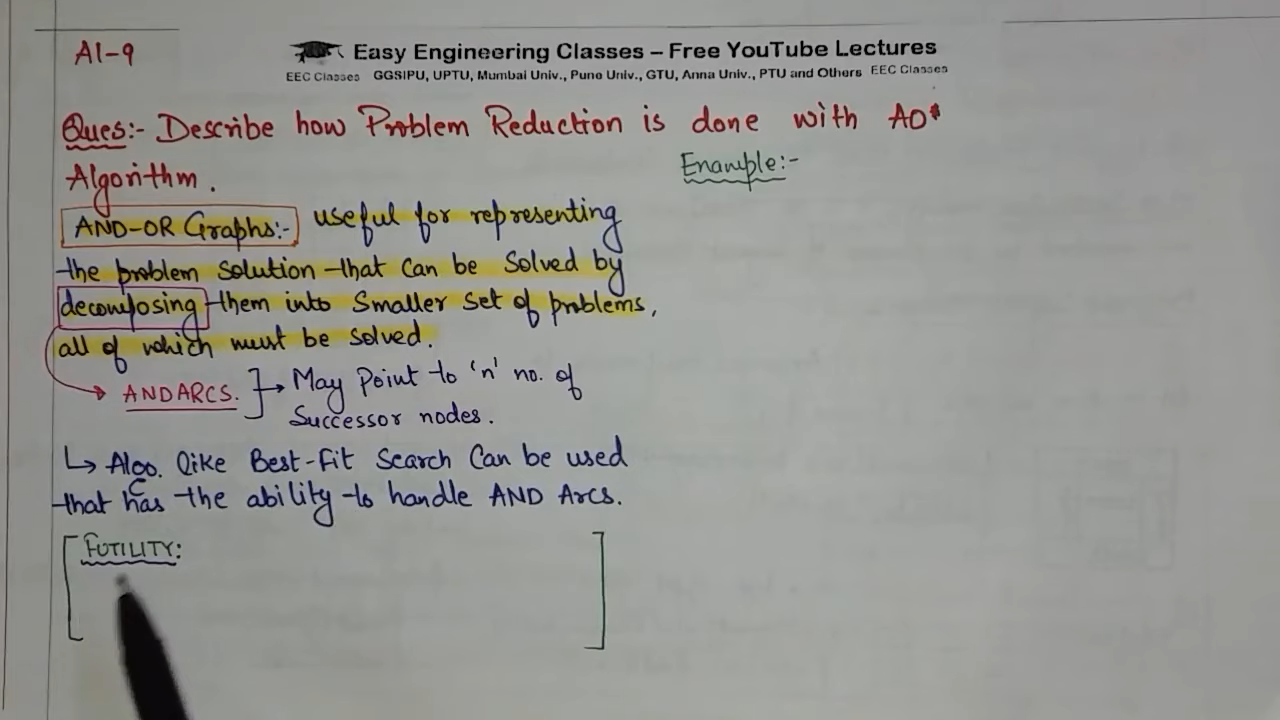 AI-9
Easy Engineering Classes – Free YouTube Lectures
EEC Classes GGSIPU, UPTU, Mumbai Univ., Pune Univ., GTU, Anna Univ., PTU and Others EEC Classes
Ques:- Describe how Problem Reduction is done with AO*
Algorithm.
Example:-
AND-OR Graphs:- useful for representing
the problem solution that can be solved by
decomposing them into smaller set of problems,
all of which must be solved.
→ AND ARCS. ]→ May Point to 'n' no. of
Successor nodes.
↳ Algo. like Best-Fit Search Can be used
that has the ability to handle AND Arcs.
[FUTILITY: ]